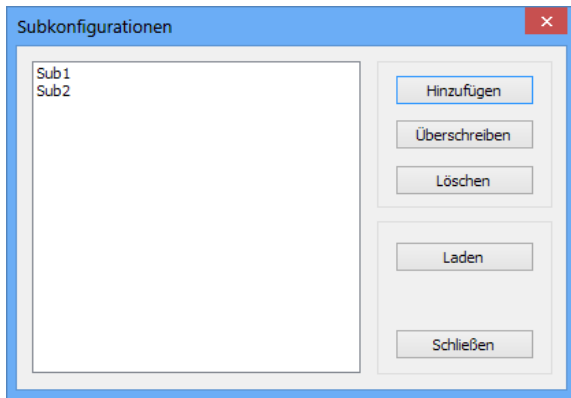 Subkonfigurationen
Sub1
Sub2
Hinzufügen
Überschreiben
Löschen
Laden
Schließen